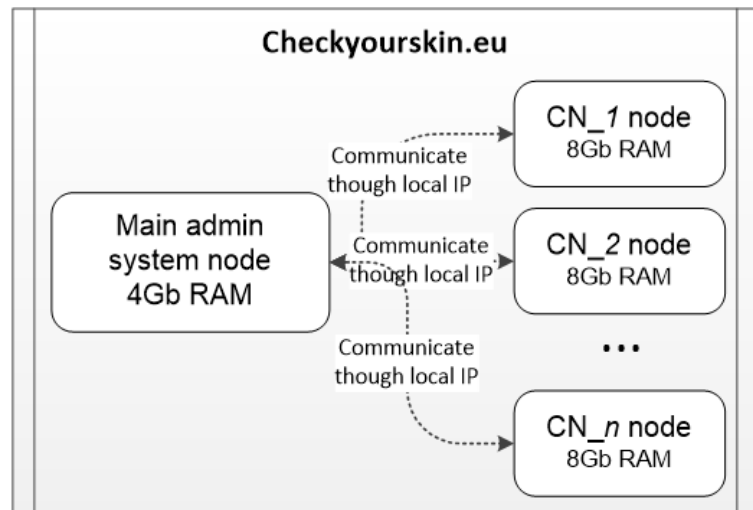 Checkyourskin.eu
CN_1 node
8Gb RAM
Communicate
though local IP
Main admin
system node
4Gb RAM
CN_2 node
8Gb RAM
Communicate
though local IP
...
Communicate
though local IP
CN_n node
8Gb RAM